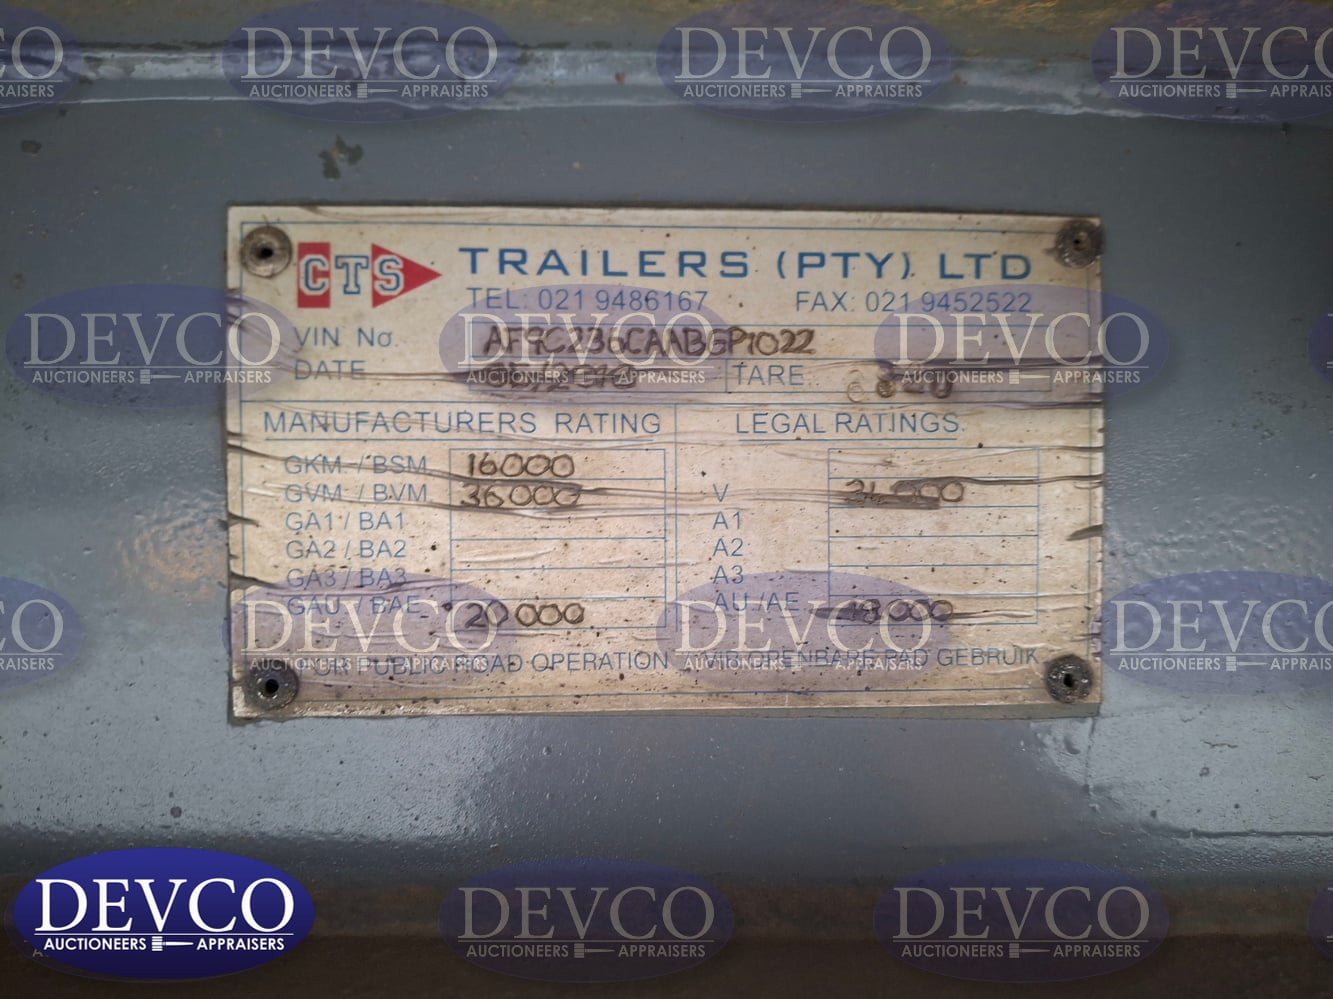 CTS TRAILERS (PTY) LTD
TEL: 021 9486167 FAX: 021 9452522
VIN No. AF9C236CAABGP1022
DATE TARE
MANUFACTURERS RATING LEGAL RATINGS
GKM / BSM 16000
GVM / BVM 36000 V
GA1 / BA1 A1
GA2 / BA2 A2
GA3 / BA3 A3
GAU / BAE 20000 AU / AE 18000
FOR PUBLIC ROAD OPERATION / VIR OPENBARE PAD GEBRUIK
DEVCO
AUCTIONEERS APPRAISERS